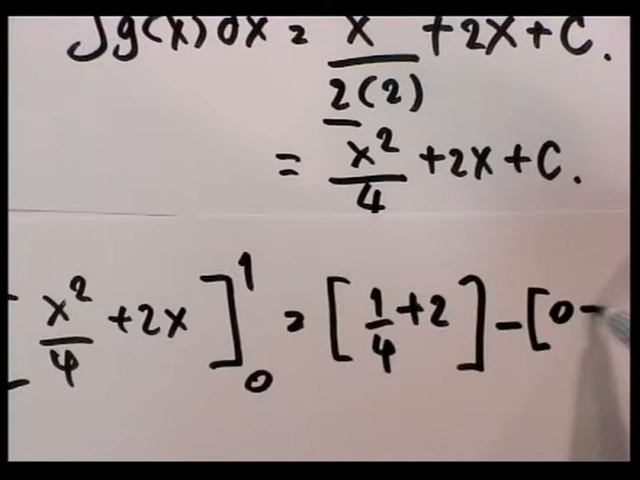 ∫g(x)dx = x/2(2) + 2x + C.
= x²/4 + 2x + C.
[x²/4 + 2x]₀¹ = [1/4 + 2] - [0